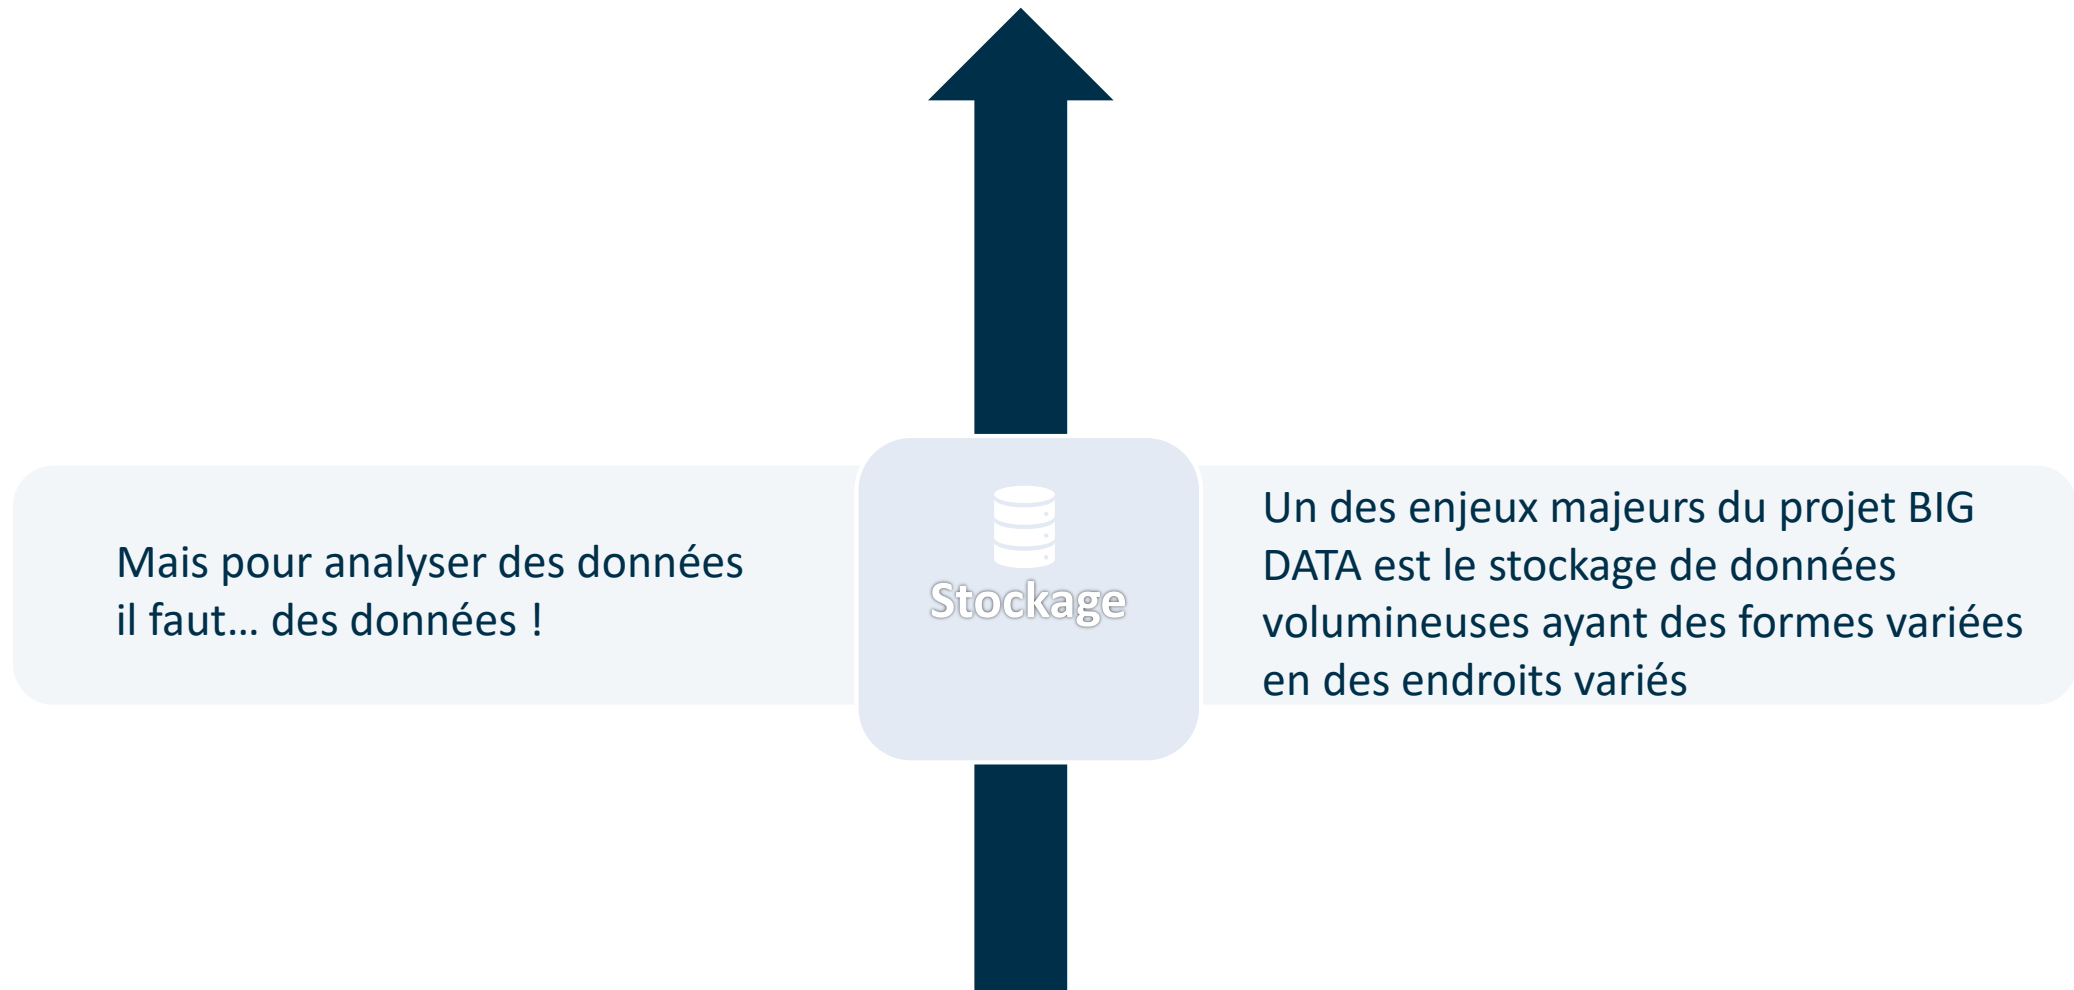 Mais pour analyser des données
il faut... des données !
Stockage
Un des enjeux majeurs du projet BIG
DATA est le stockage de données
volumineuses ayant des formes variées
en des endroits variés